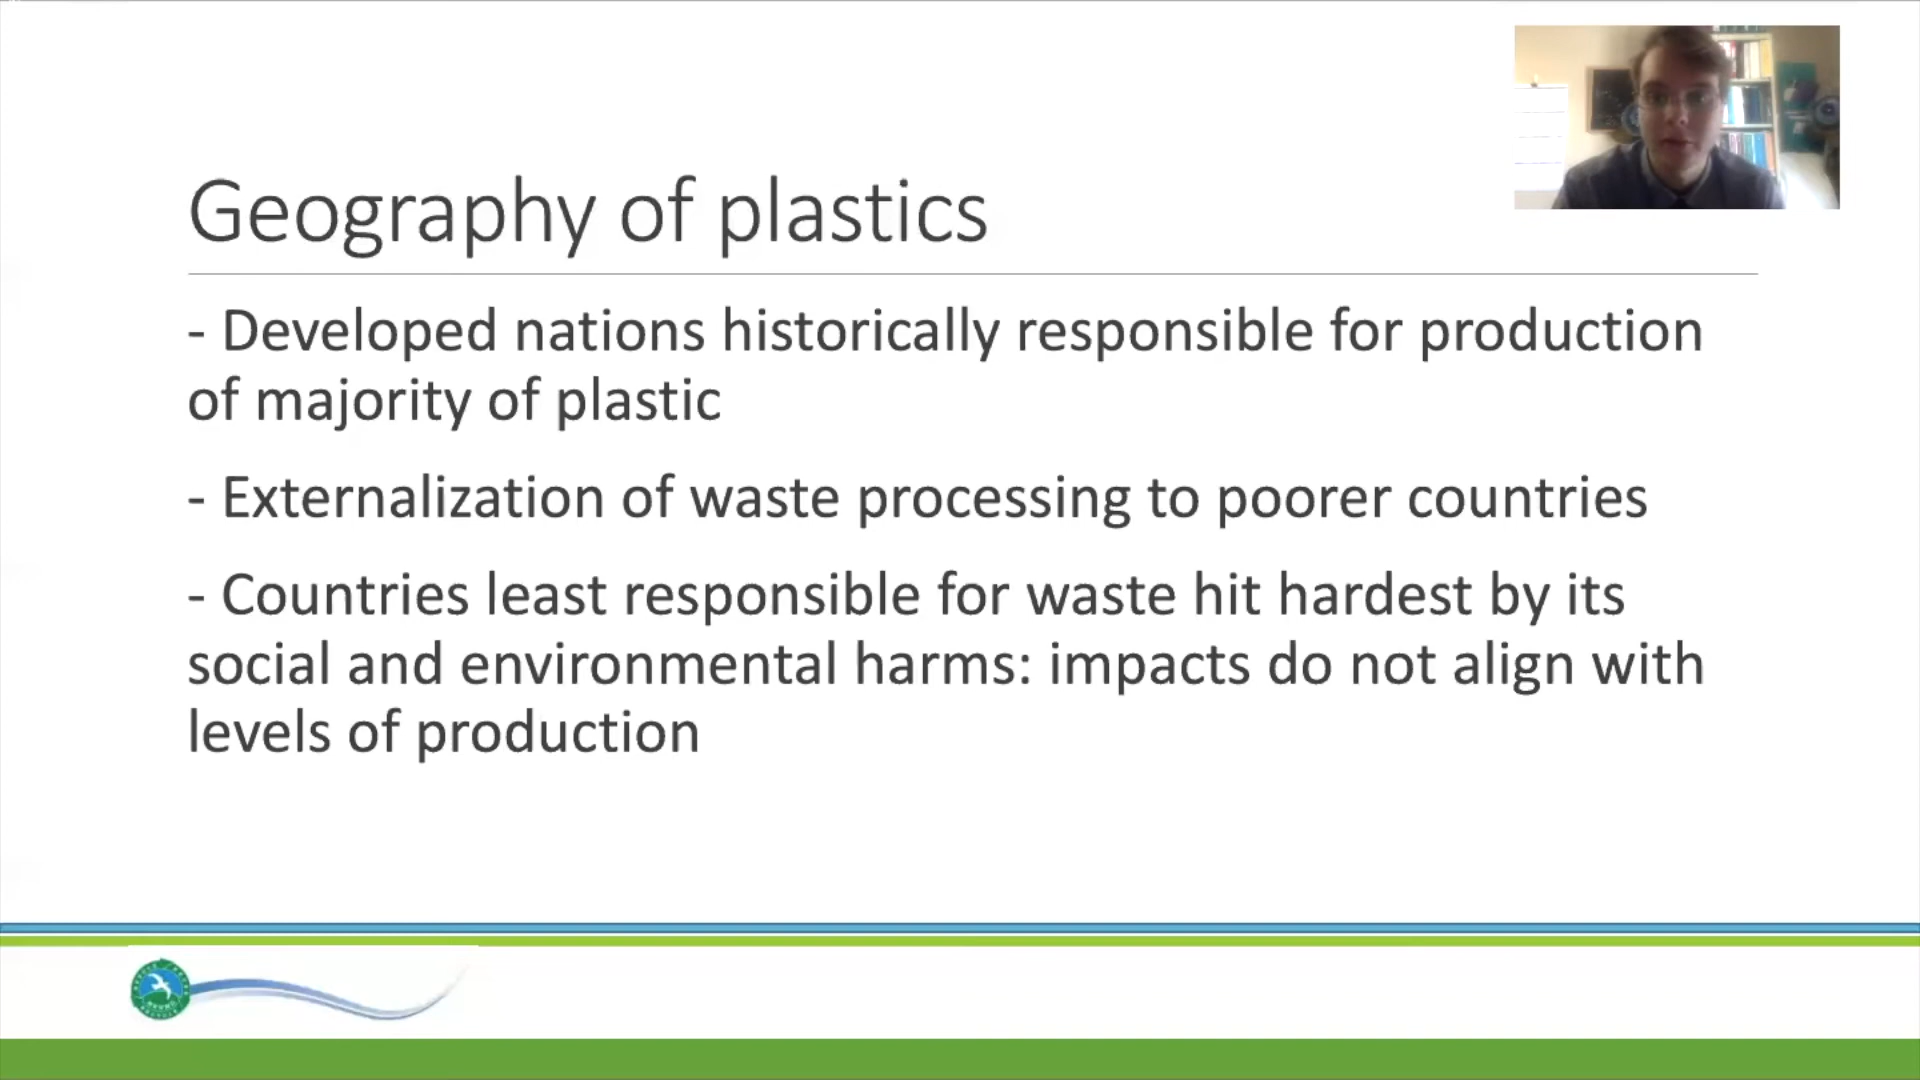 Geography of plastics
- Developed nations historically responsible for production
of majority of plastic
- Externalization of waste processing to poorer countries
- Countries least responsible for waste hit hardest by its
social and environmental harms: impacts do not align with
levels of production